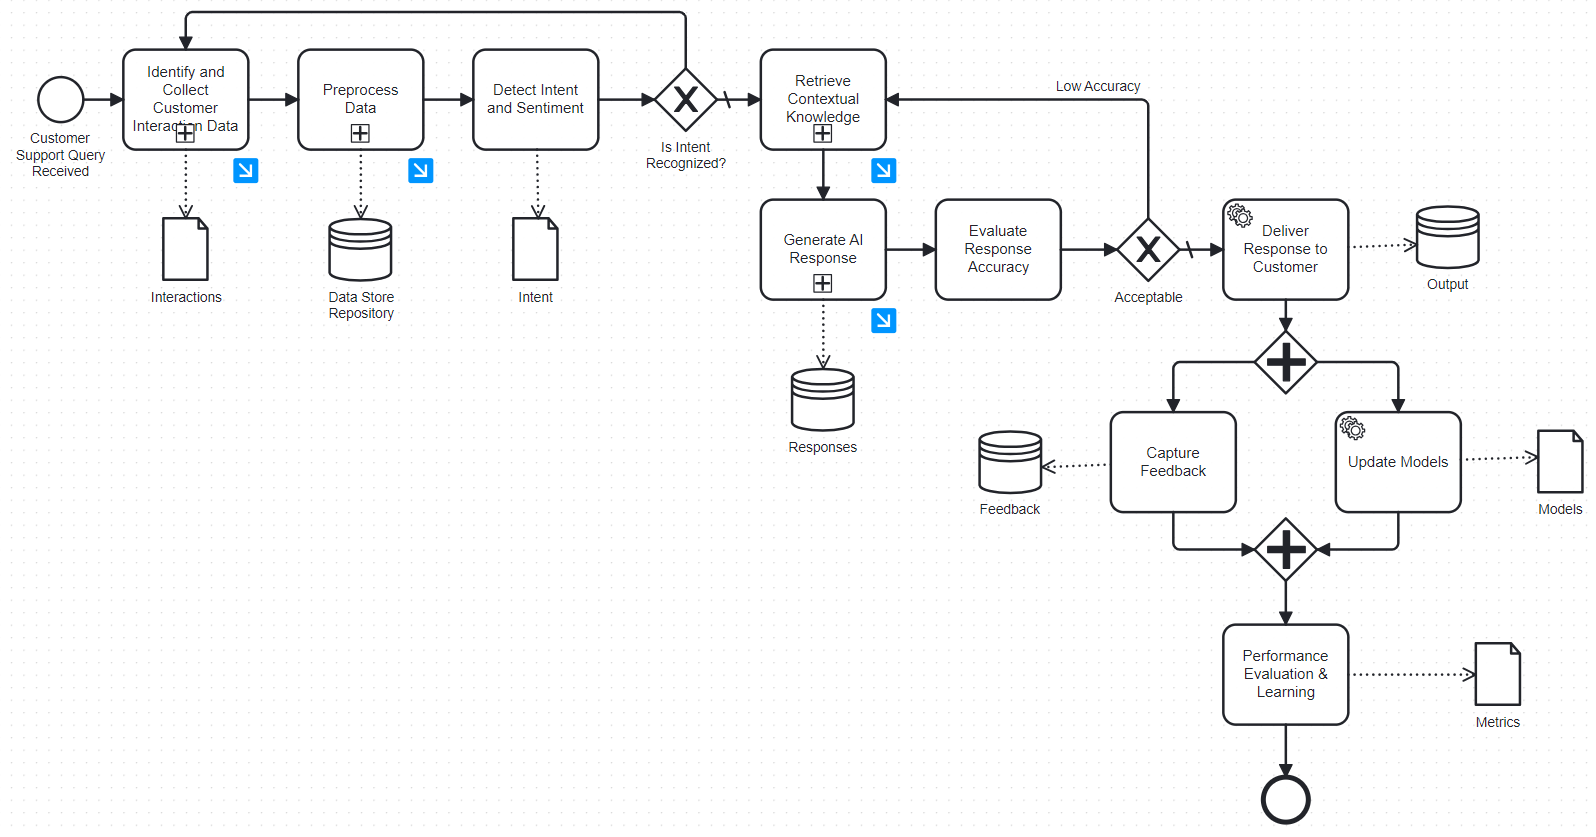 Identify and
Collect
Customer
Interaction Data
Preprocess
Data
Detect Intent
and Sentiment
Retrieve
Contextual
Knowledge
Low Accuracy
Customer
Support Query
Received
Is Intent
Recognized?
Generate AI
Response
Evaluate
Response
Accuracy
Deliver
Response to
Customer
Interactions
Data Store
Repository
Intent
Acceptable
Output
Responses
Capture
Feedback
Update Models
Feedback
Models
Performance
Evaluation &
Learning
Metrics